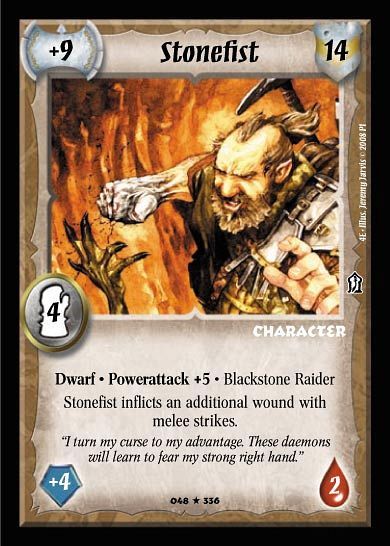 +9
Stonefist
14
4E • Illus. Jeremy Jarvis © 2008 P1
4
CHARACTER
Dwarf • Powerattack +5 • Blackstone Raider
Stonefist inflicts an additional wound with
melee strikes.
“I turn my curse to my advantage. These daemons
will learn to fear my strong right hand.”
+4
048 ★ 336
2